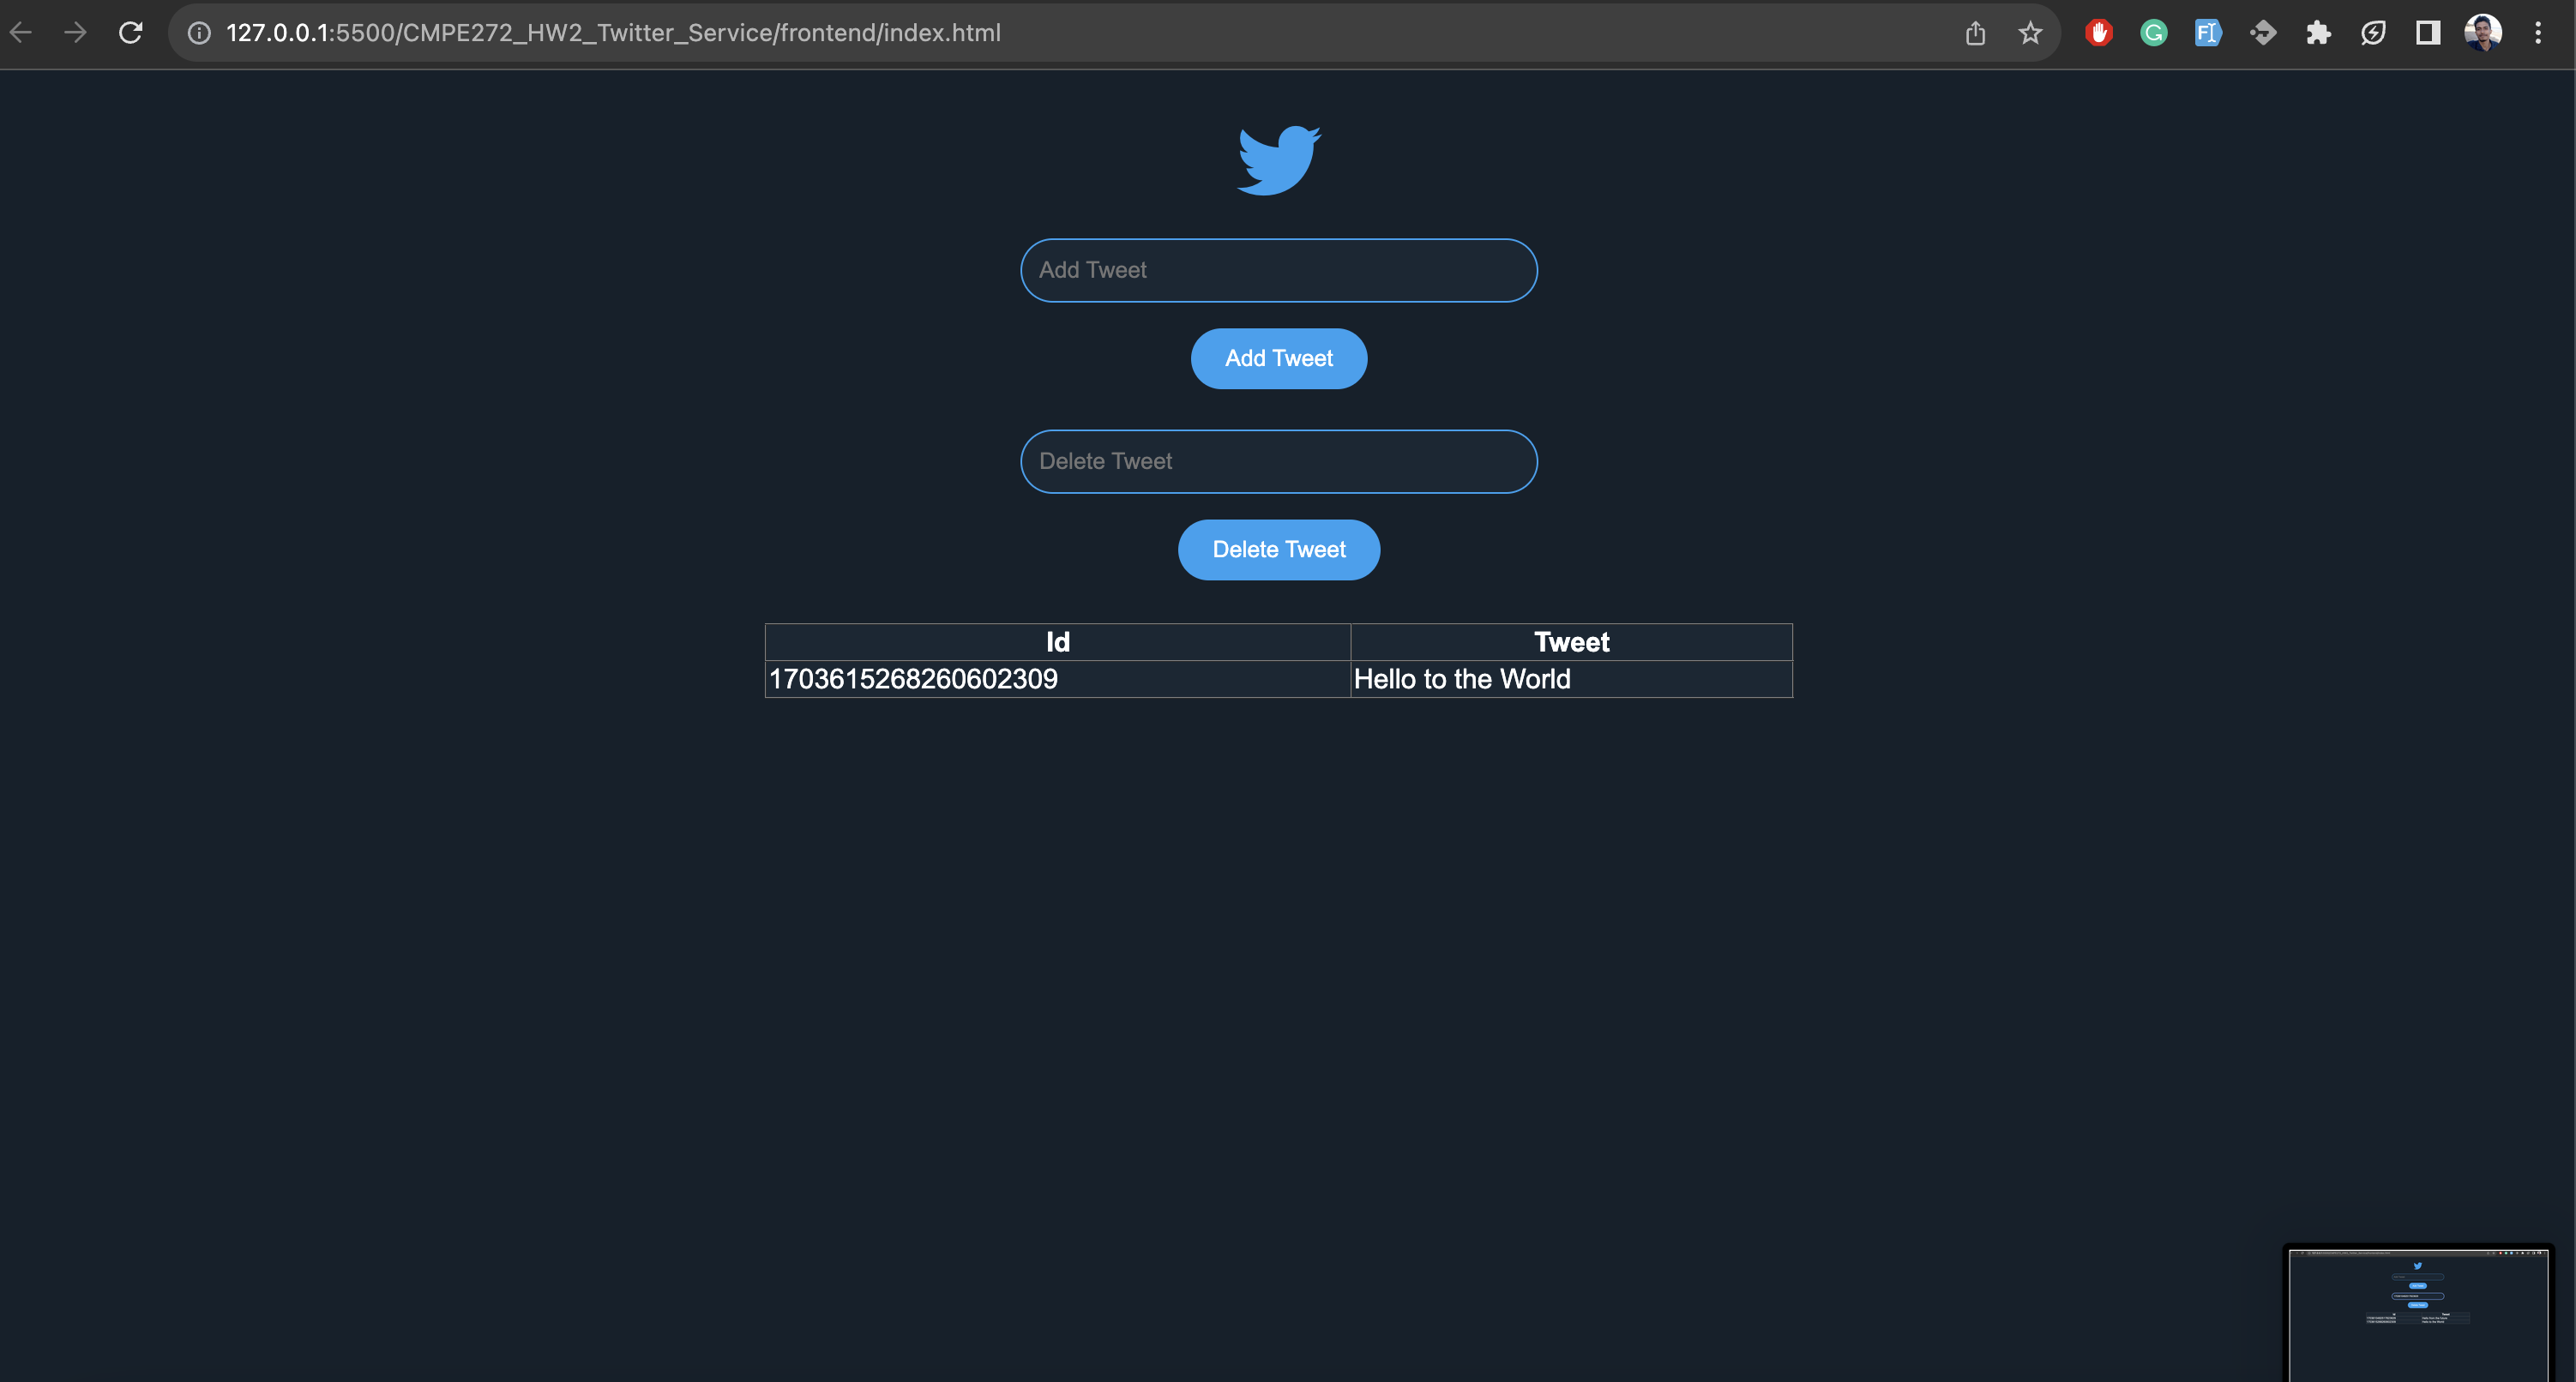 127.0.0.1:5500/CMPE272_HW2_Twitter_Service/frontend/index.html
Add Tweet
Add Tweet
Delete Tweet
Delete Tweet
Id Tweet
1703615268260602309 Hello to the World